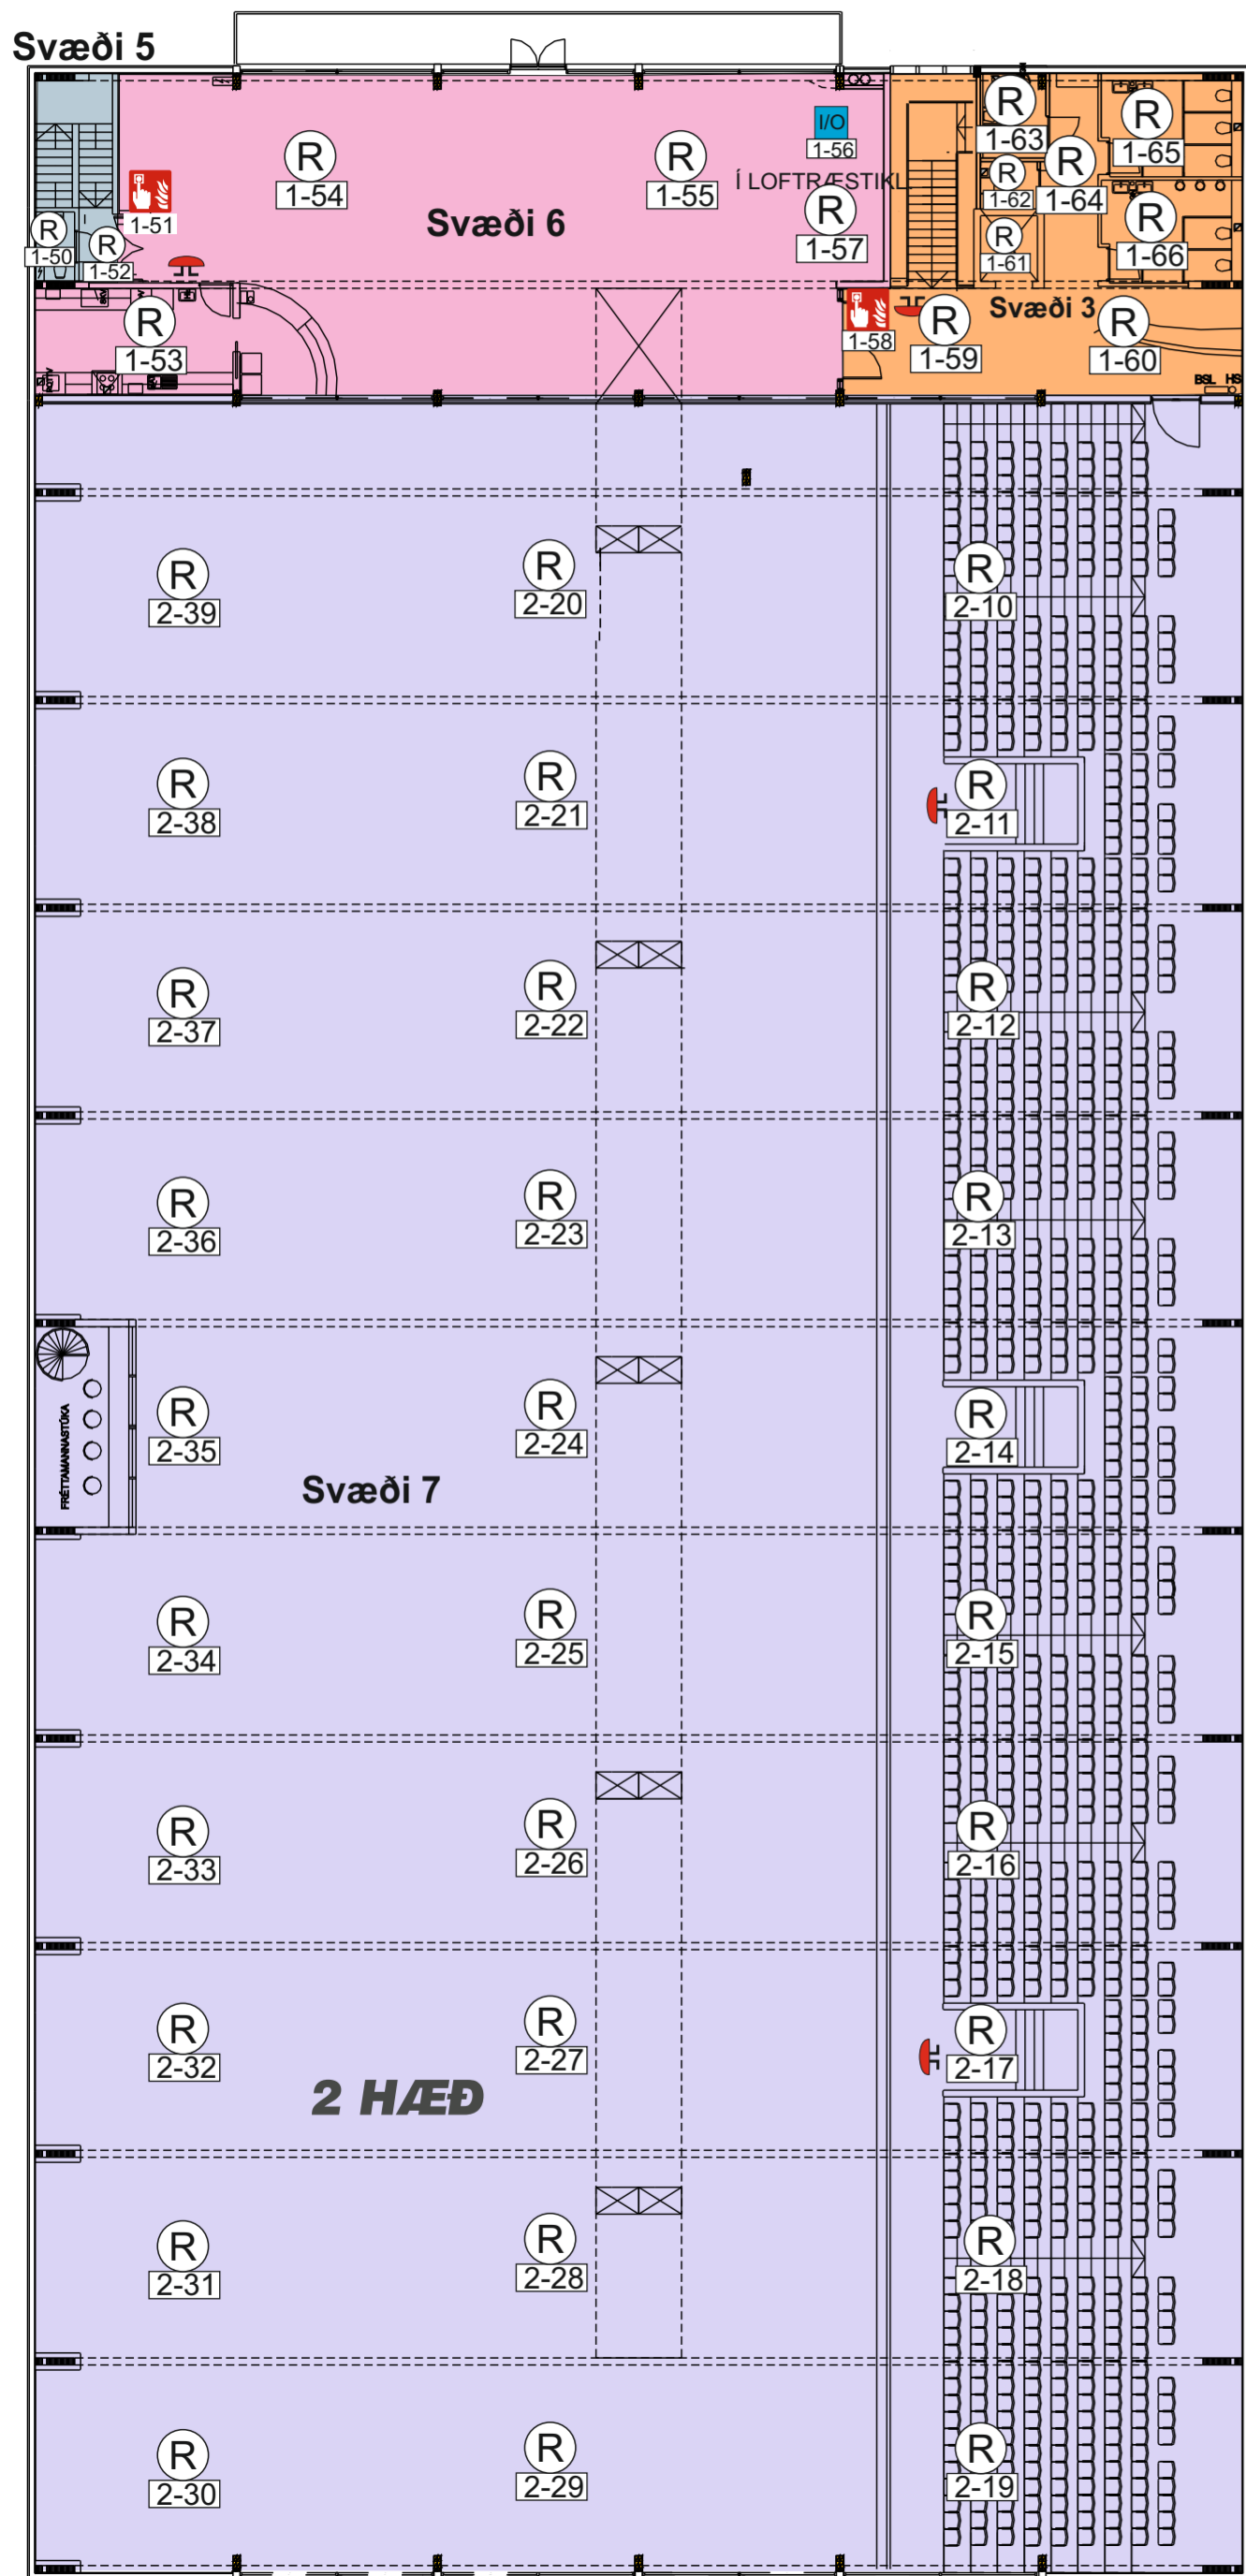 Svæði 5
R
1-63
R
1-65
I/O
1-56
R
1-54
R
1-55
Í LOFTRÆSTIKL
R
1-62
R
1-64
1-51
Svæði 6
R
1-57
R
1-66
R
1-50
R
1-52
R
1-61
Svæði 3
R
1-53
1-58
R
1-59
R
1-60
BSL HS
R
2-39
R
2-20
R
2-10
R
2-38
R
2-21
R
2-11
R
2-37
R
2-22
R
2-12
R
2-36
R
2-23
R
2-13
FRÉTTAMANNASTÚKA
R
2-35
R
2-24
R
2-14
Svæði 7
R
2-34
R
2-25
R
2-15
R
2-33
R
2-26
R
2-16
R
2-32
R
2-27
R
2-17
2 HÆÐ
R
2-31
R
2-28
R
2-18
R
2-30
R
2-29
R
2-19